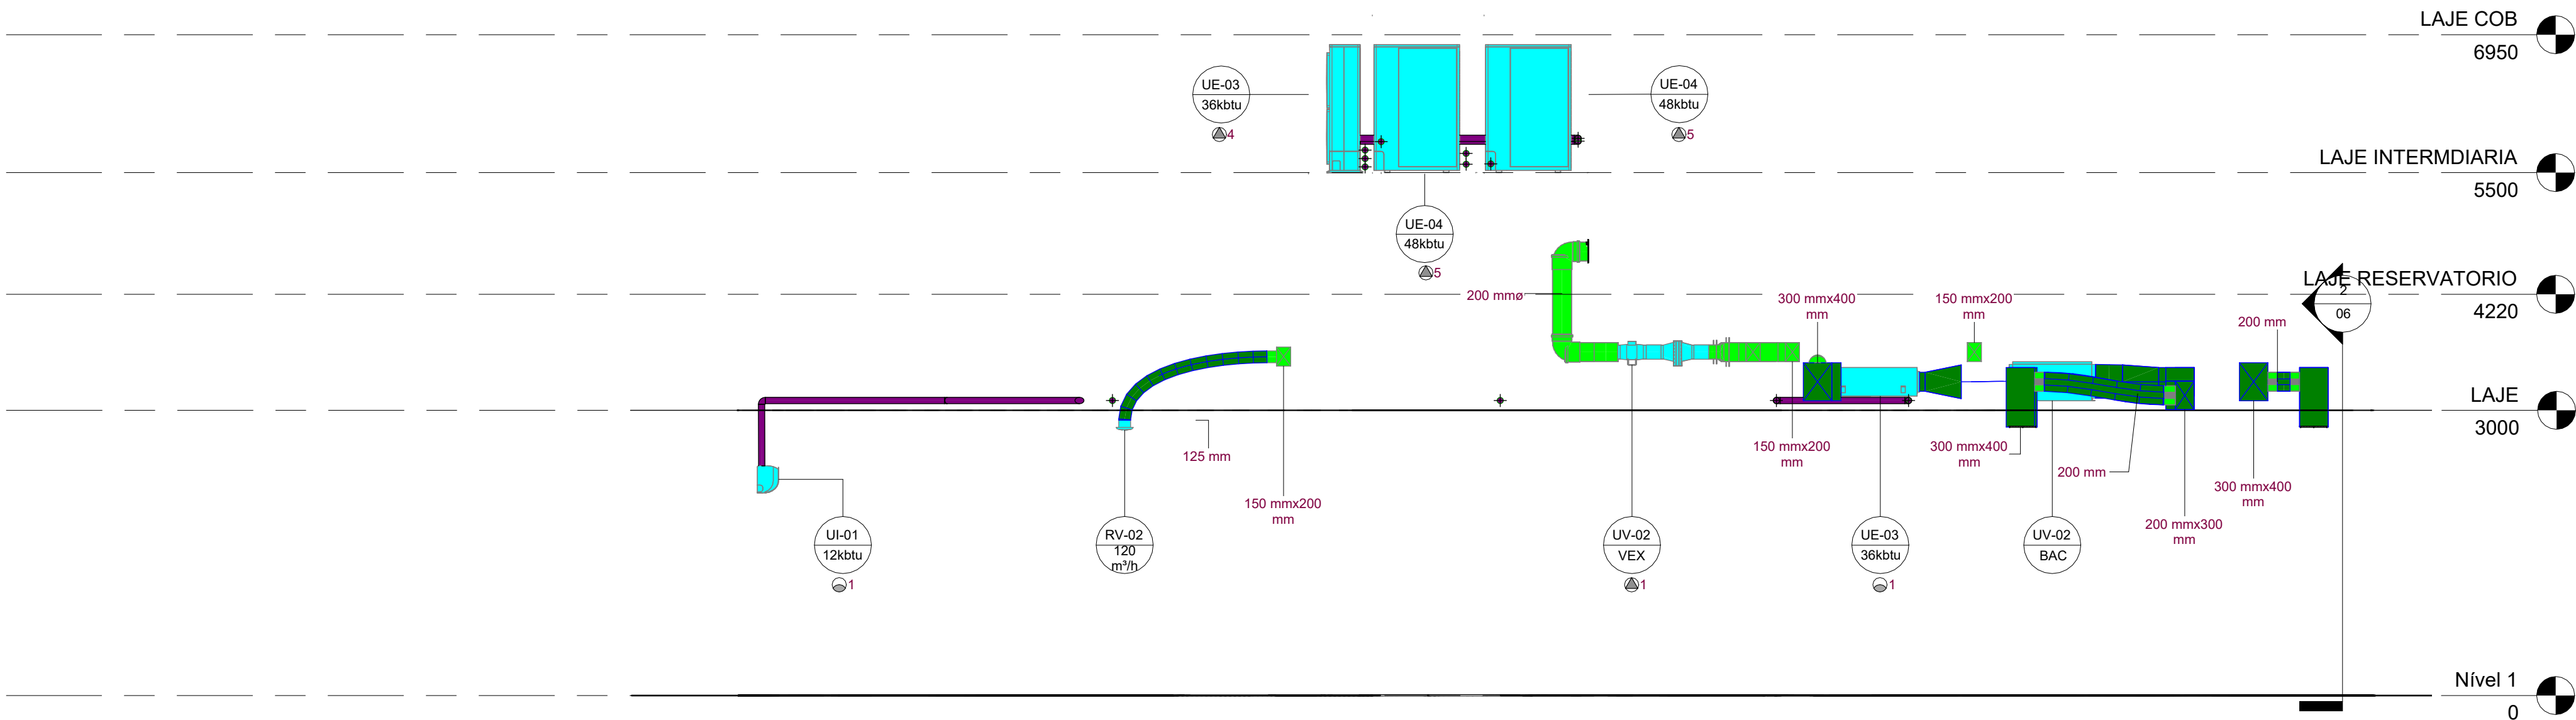 LAJE COB
6950
UE-03
36kbtu
4
UE-04
48kbtu
5
LAJE INTERMDIARIA
5500
UE-04
48kbtu
5
LAJE RESERVATORIO
4220
2
06
200 mmø
300 mmx400
mm
150 mmx200
mm
200 mm
LAJE
3000
125 mm
150 mmx200
mm
150 mmx200
mm
300 mmx400
mm
200 mm
300 mmx400
mm
200 mmx300
mm
UI-01
12kbtu
1
RV-02
120
m³/h
UV-02
VEX
1
UE-03
36kbtu
1
UV-02
BAC
Nível 1
0